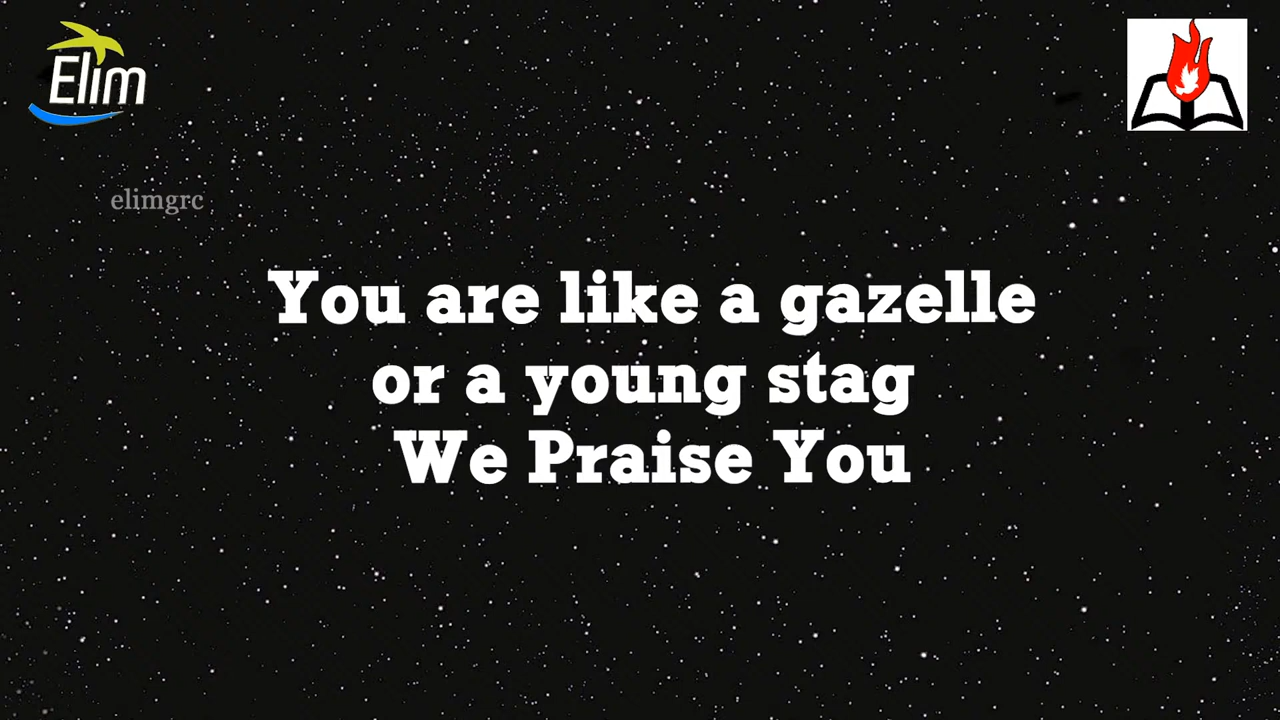 Elim
elimgrc
You are like a gazelle
or a young stag
We Praise You